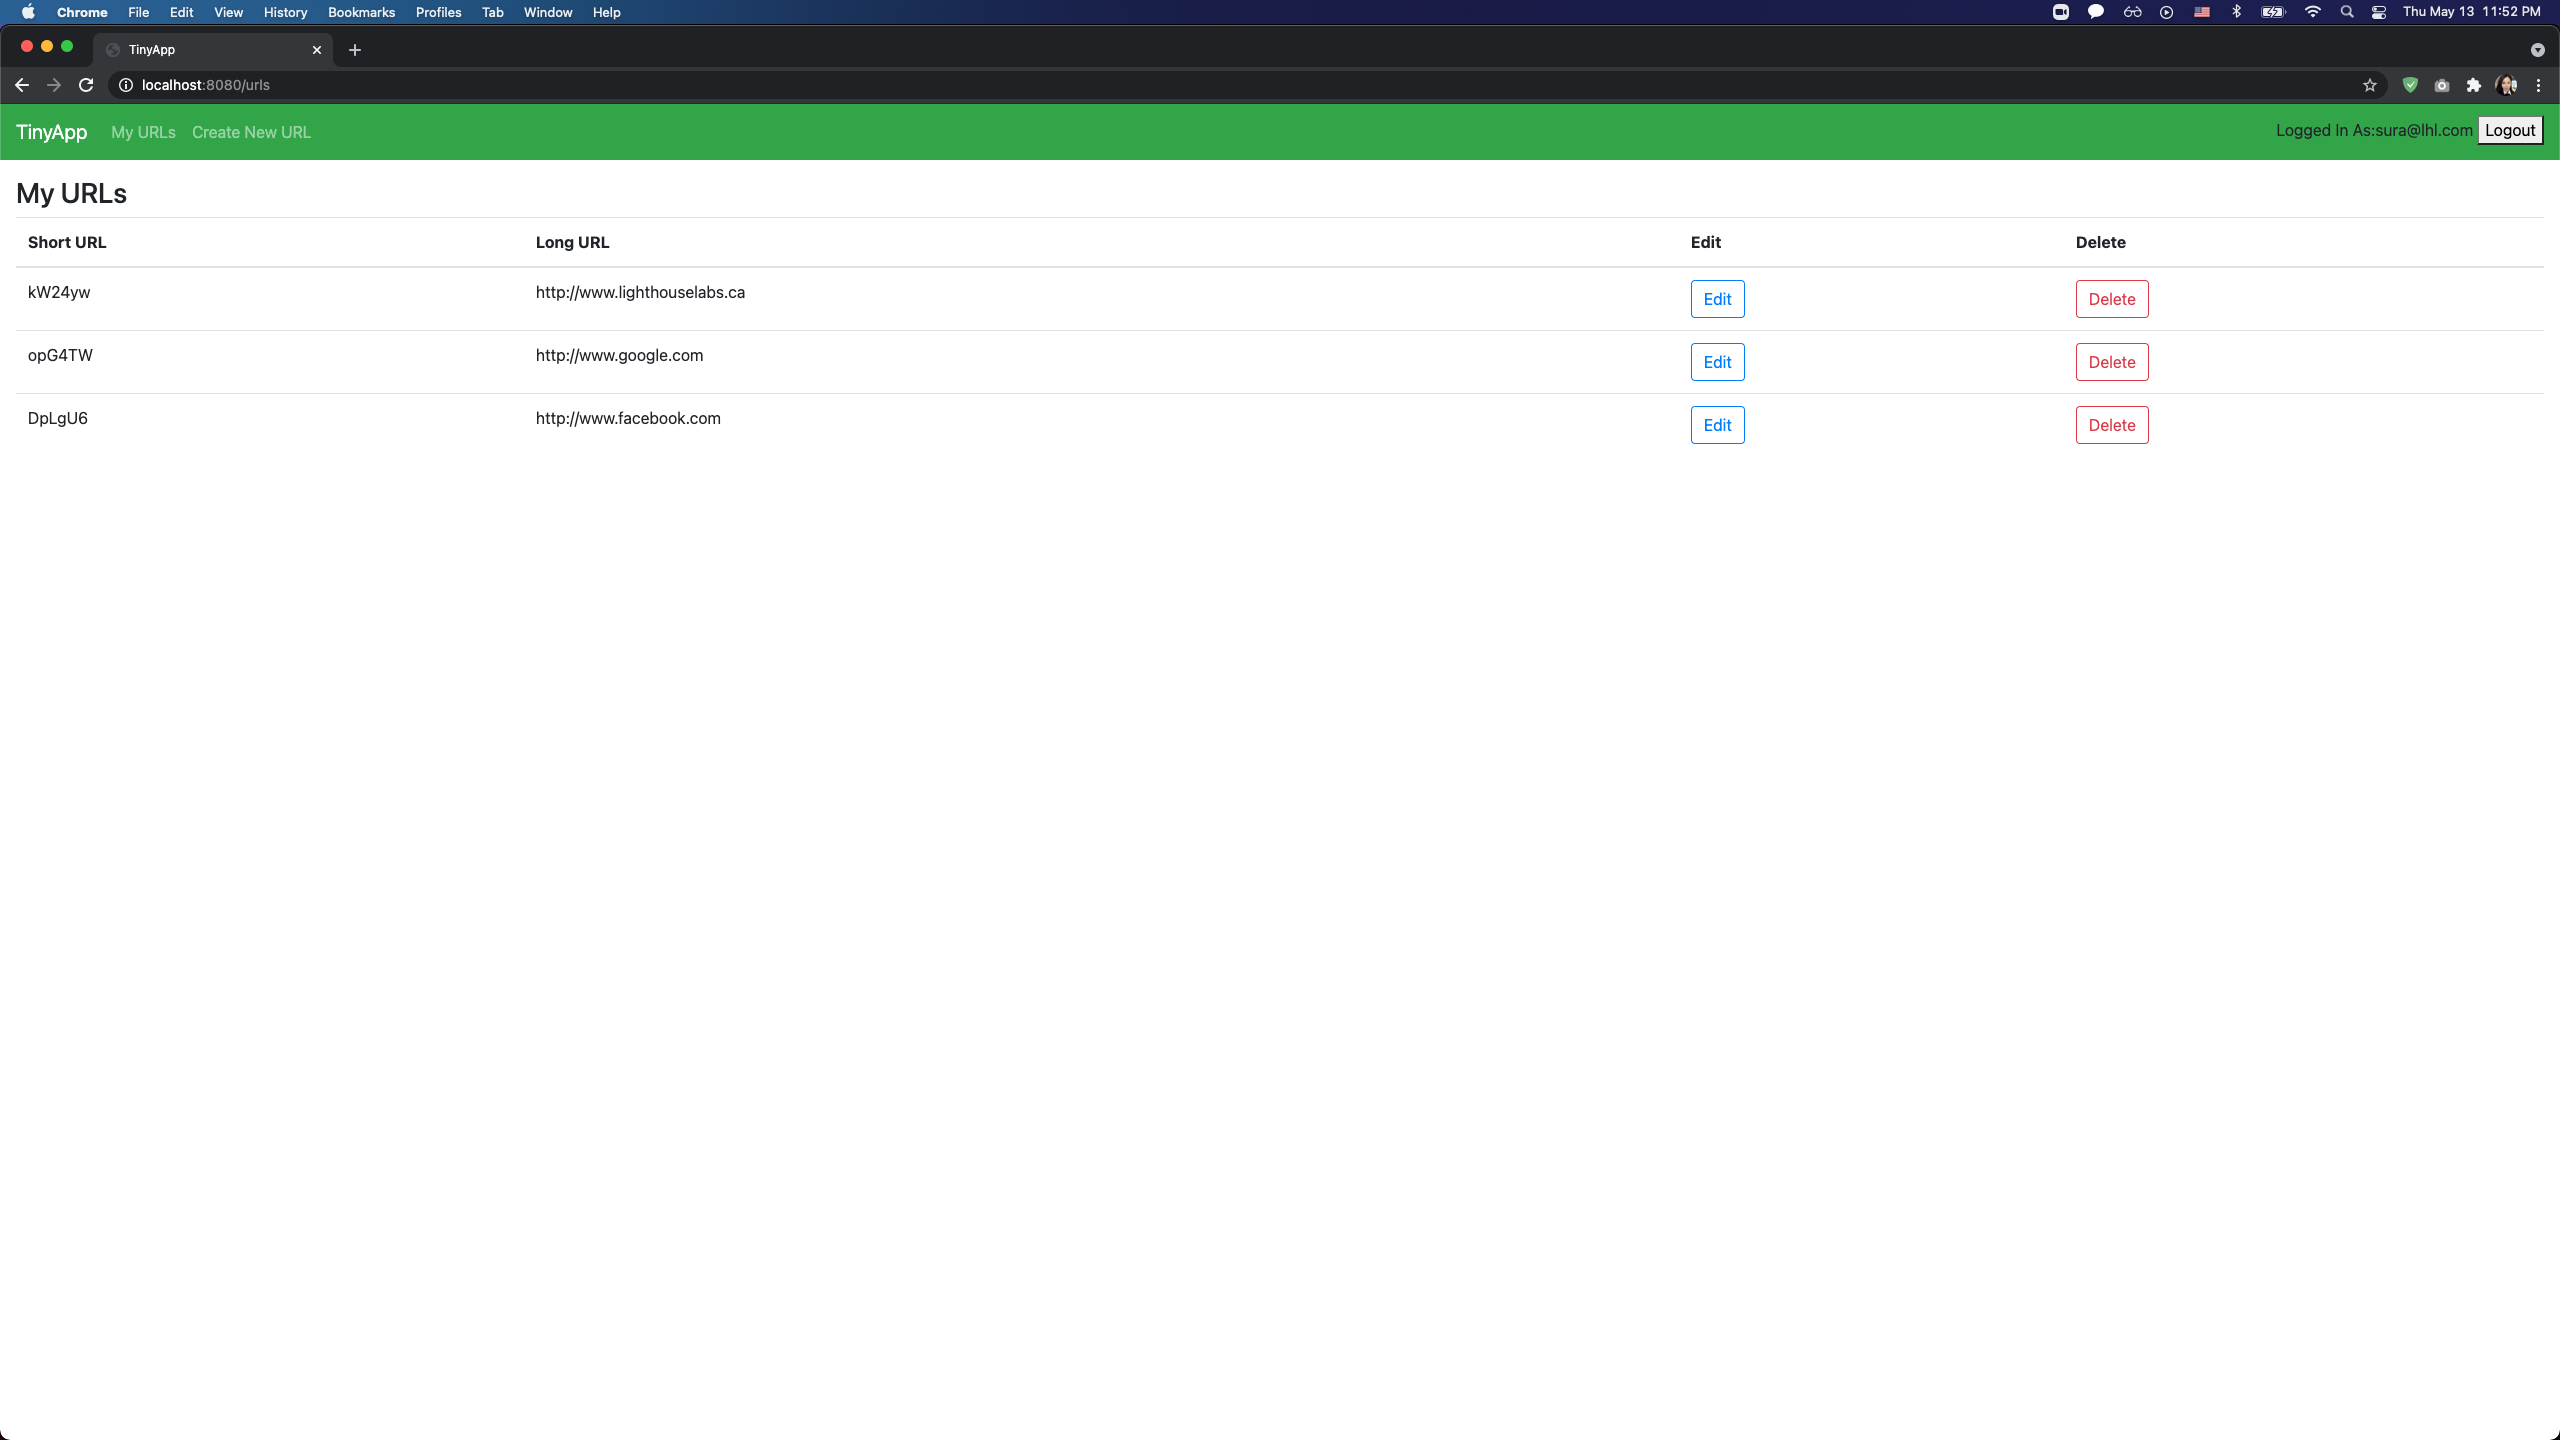 Chrome File Edit View History Bookmarks Profiles Tab Window Help Thu May 13 11:52 PM
TinyApp
localhost:8080/urls
TinyApp My URLs Create New URL Logged In As:sura@lhl.com Logout
My URLs
Short URL Long URL Edit Delete
kW24yw http://www.lighthouselabs.ca Edit Delete
opG4TW http://www.google.com Edit Delete
DpLgU6 http://www.facebook.com Edit Delete